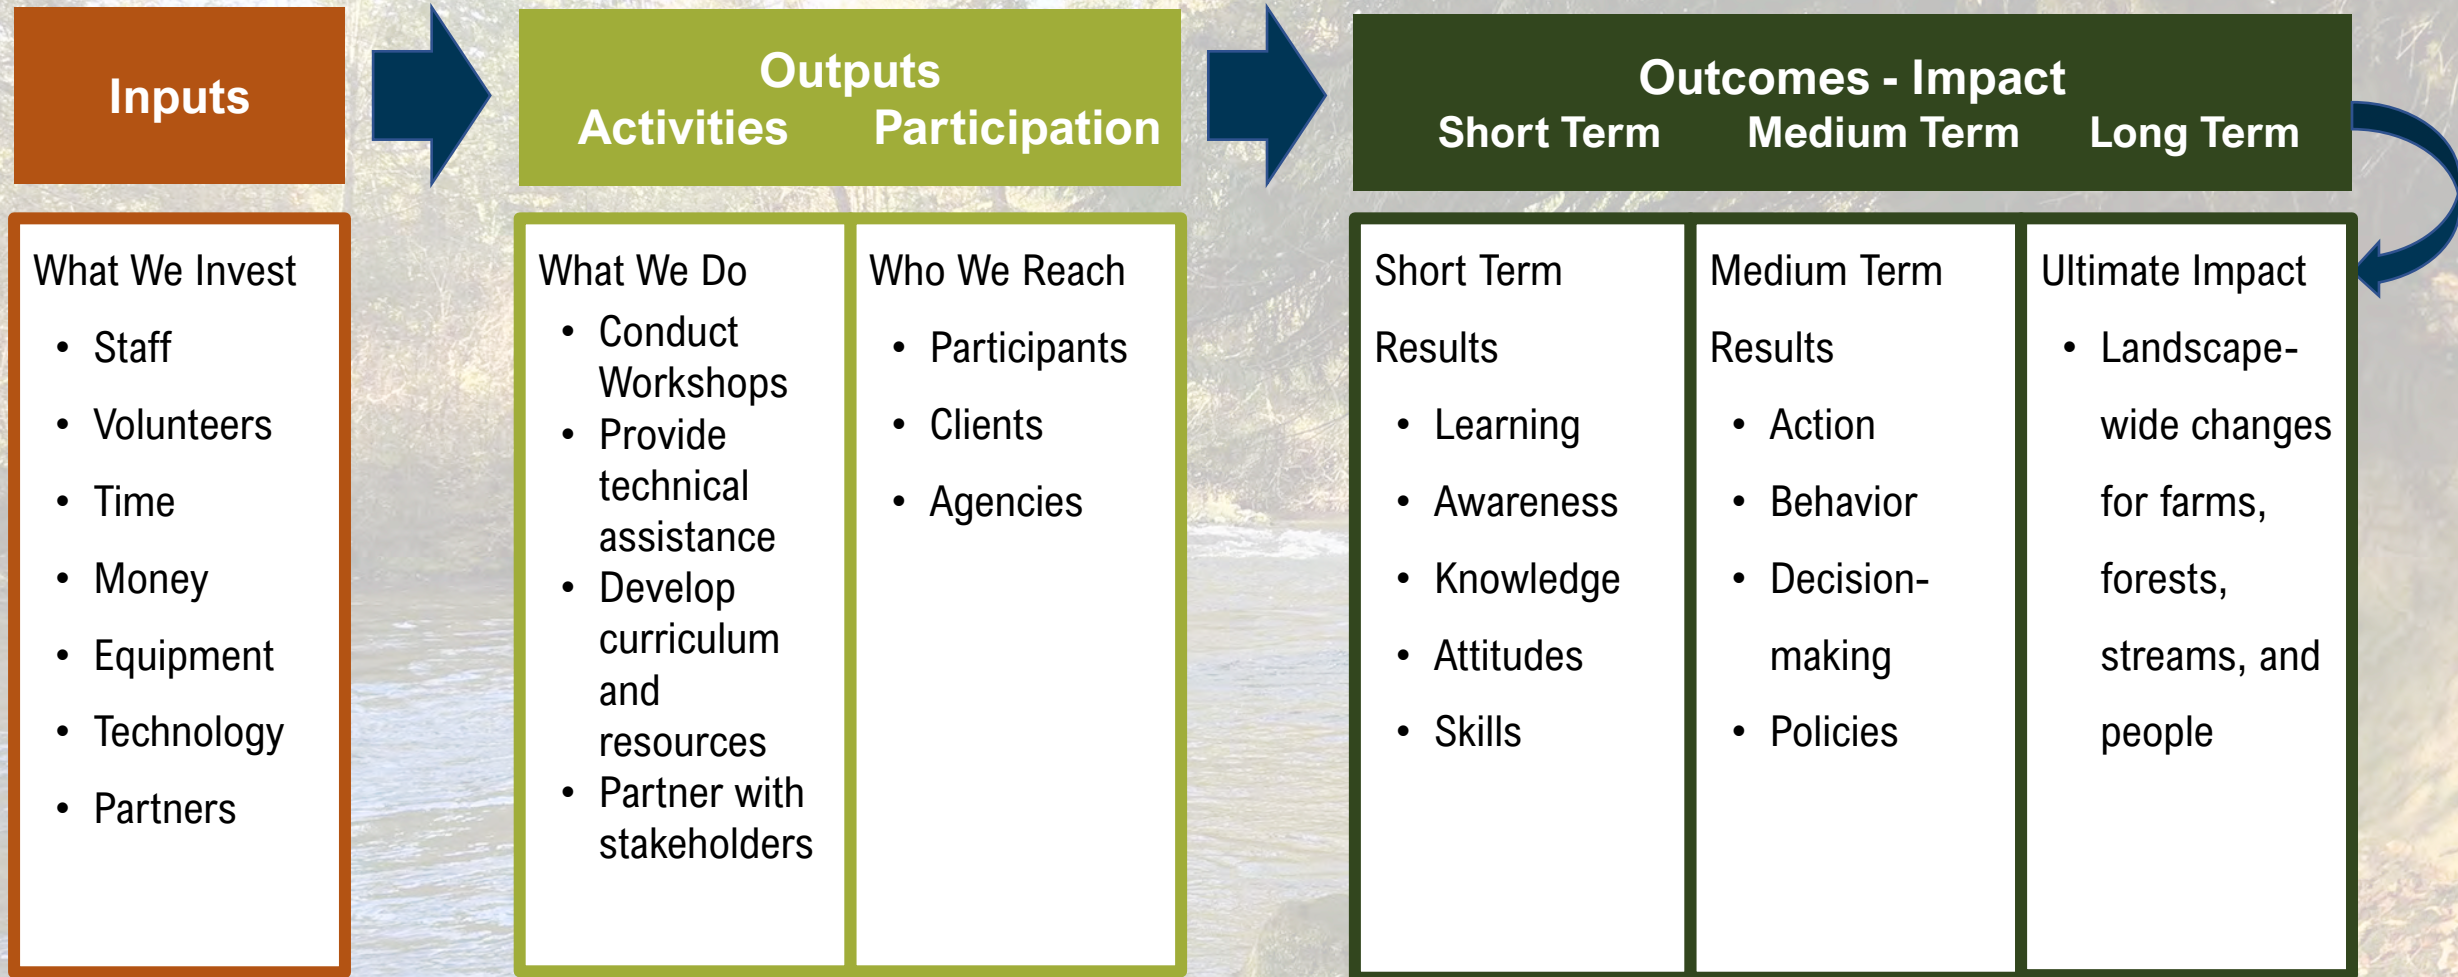 Inputs
Outputs
Activities Participation
Outcomes - Impact
Short Term Medium Term Long Term
What We Invest
• Staff
• Volunteers
• Time
• Money
• Equipment
• Technology
• Partners
What We Do
• Conduct
Workshops
• Provide
technical
assistance
• Develop
curriculum
and
resources
• Partner with
stakeholders
Who We Reach
• Participants
• Clients
• Agencies
Short Term
Results
• Learning
• Awareness
• Knowledge
• Attitudes
• Skills
Medium Term
Results
• Action
• Behavior
• Decision-
making
• Policies
Ultimate Impact
• Landscape-
wide changes
for farms,
forests,
streams, and
people